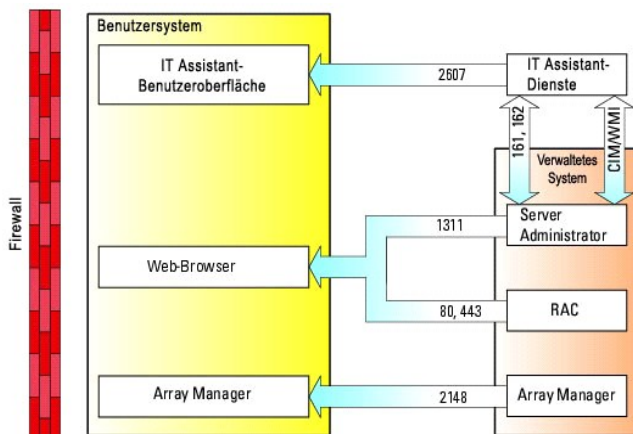 Benutzersystem
IT Assistant-
Benutzeroberfläche
2607
IT Assistant-
Dienste
161, 162
CIM/WMI
Verwaltetes
System
Firewall
1311
Server
Administrator
Web-Browser
80, 443
RAC
Array Manager
2148
Array Manager